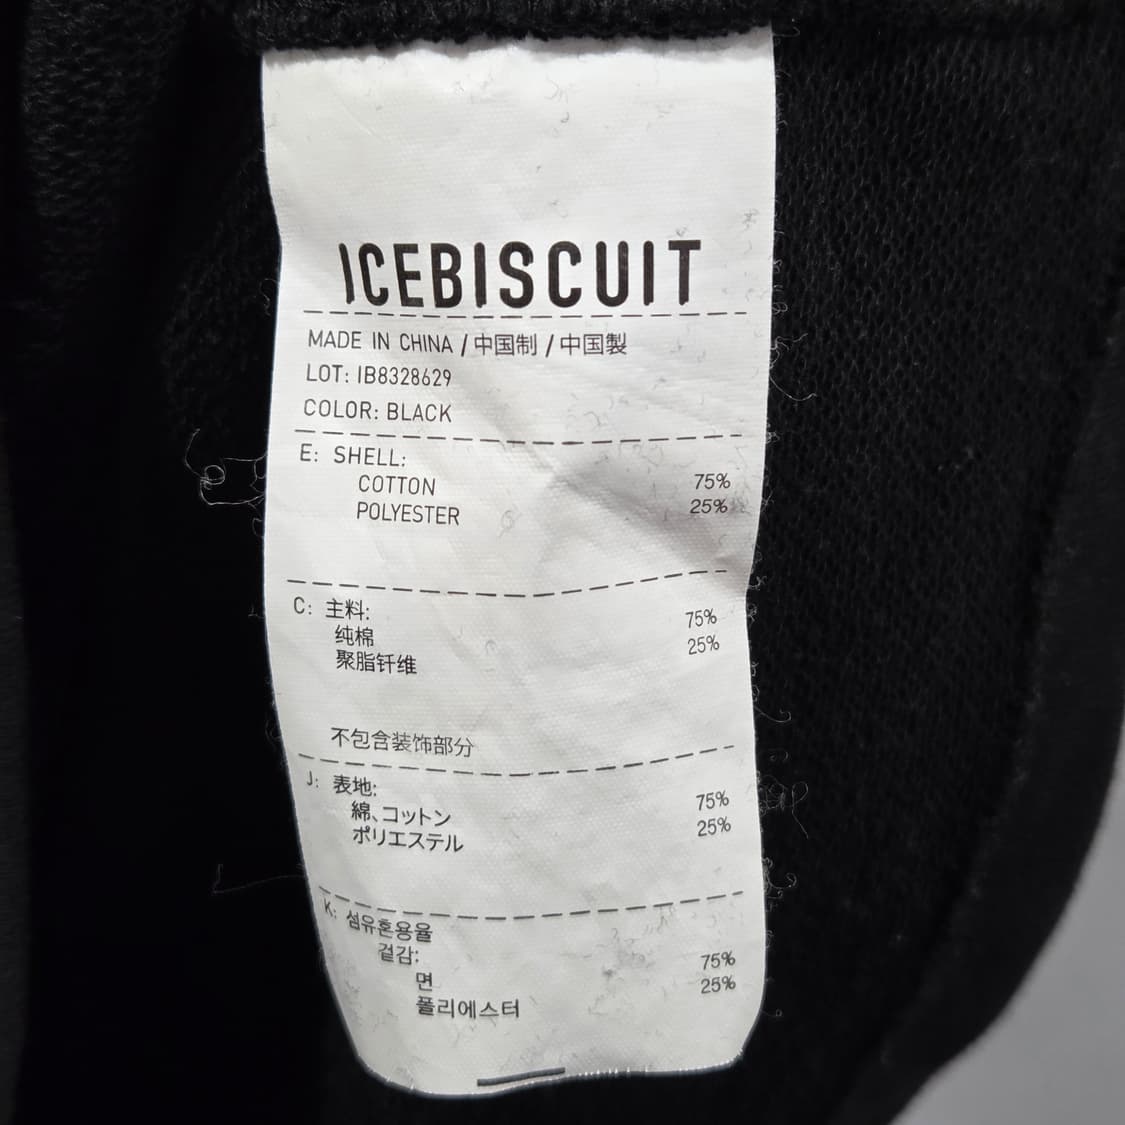 ICEBISCUIT
MADE IN CHINA / 中国制 / 中国製
LOT: IB8328629
COLOR: BLACK
E: SHELL:
COTTON 75%
POLYESTER 25%
C: 主料:
纯棉 75%
聚脂钎维 25%
不包含装饰部分
J: 表地:
綿、コットン 75%
ポリエステル 25%
K: 섬유혼용율
겉감:
면 75%
폴리에스터 25%